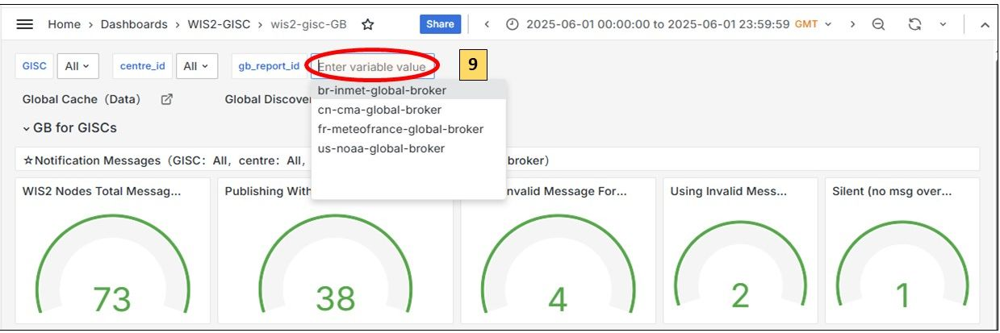 Home > Dashboards > WIS2-GISC > wis2-gisc-GB Share 2025-06-01 00:00:00 to 2025-06-01 23:59:59 GMT
GISC All centre_id All gb_report_id Enter variable value 9
br-inmet-global-broker
cn-cma-global-broker
fr-meteofrance-global-broker
us-noaa-global-broker
Global Cache（Data） Global Discover
GB for GISCs
☆Notification Messages（GISC：All，centre：All， broker）
WIS2 Nodes Total Messag... Publishing With nvalid Message For... Using Invalid Mess... Silent (no msg over...
73 38 4 2 1